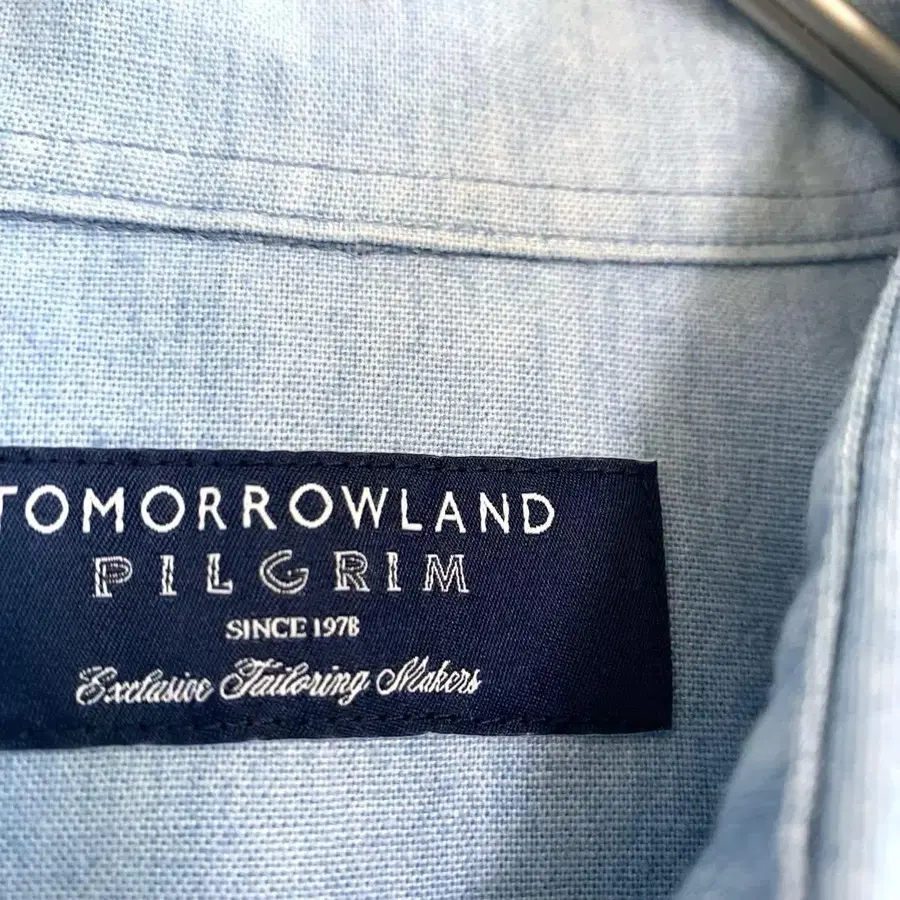 TOMORROWLAND
PILGRIM
SINCE 1978
Exclusive Tailoring Makers